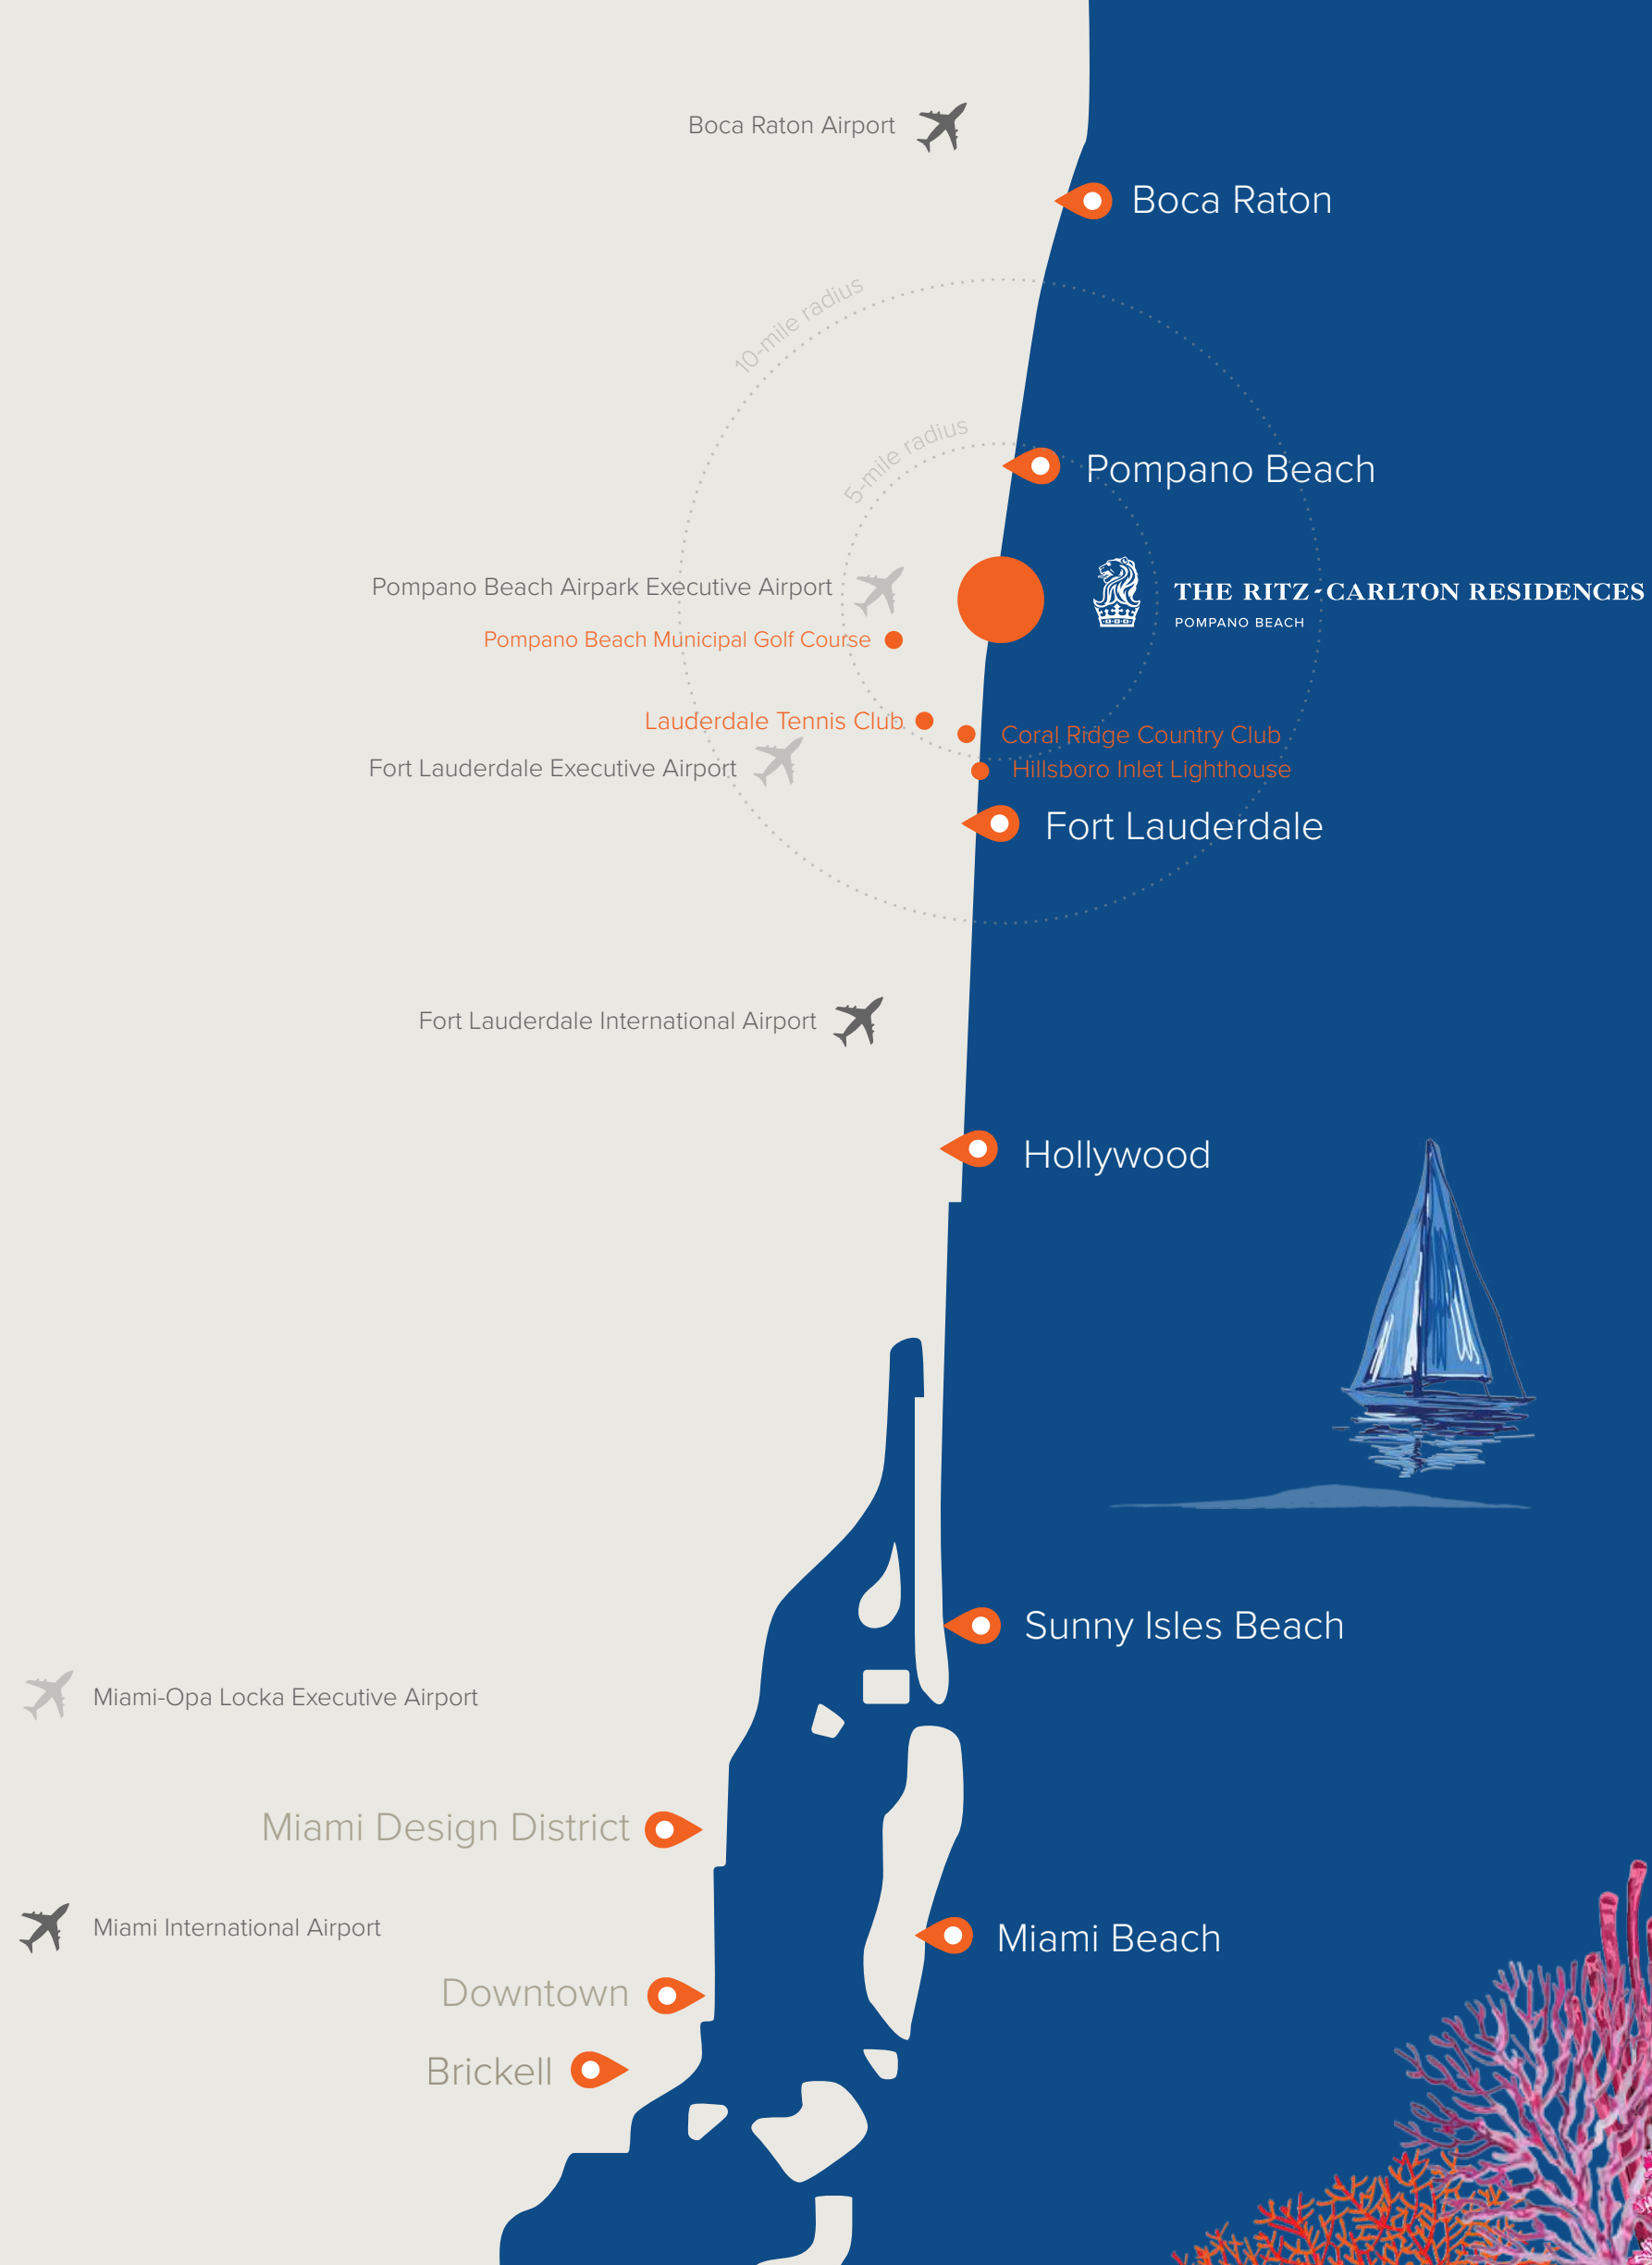 Boca Raton Airport
Boca Raton
10-mile radius
5-mile radius
Pompano Beach
Pompano Beach Airpark Executive Airport
THE RITZ-CARLTON RESIDENCES
POMPANO BEACH
Pompano Beach Municipal Golf Course
Lauderdale Tennis Club
Coral Ridge Country Club
Fort Lauderdale Executive Airport
Hillsboro Inlet Lighthouse
Fort Lauderdale
Fort Lauderdale International Airport
Hollywood
Sunny Isles Beach
Miami-Opa Locka Executive Airport
Miami Design District
Miami International Airport
Miami Beach
Downtown
Brickell